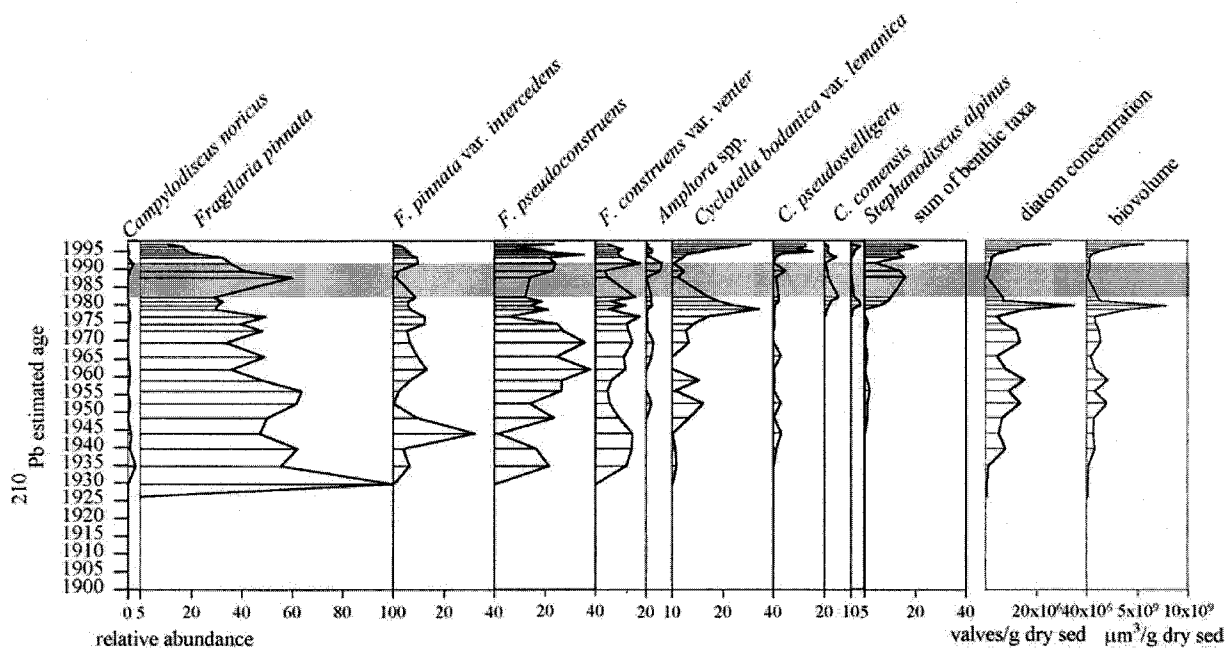 Campylodiscus noricus
Fragilaria pinnata
F. pinnata var. intercedens
F. pseudoconstruens
F. construens var. venter
Amphora spp.
Cyclotella bodanica var. lemanica
C. pseudostelligera
C. comensis
Stephanodiscus alpinus
sum of benthic taxa
diatom concentration
biovolume
210
Pb estimated age
1995
1990
1985
1980
1975
1970
1965
1960
1955
1950
1945
1940
1935
1930
1925
1920
1915
1910
1905
1900
0.5 20 40 60 80 100 20 40 20 40 20 10 20 40 20 105 20 40 20x10⁶ 40x10⁶ 5x10⁹ 10x10⁹
relative abundance valves/g dry sed µm³/g dry sed